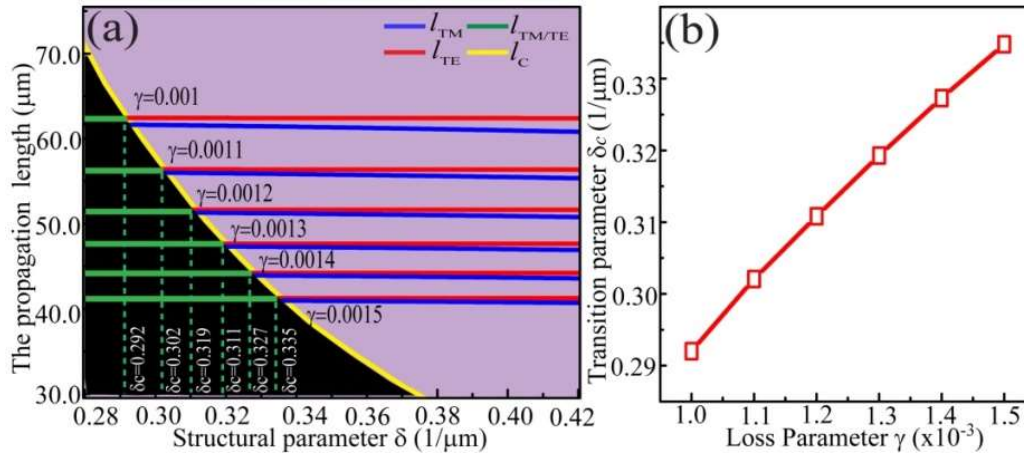 (a)
l_TM
l_TM/TE
l_TE
l_C
The propagation length (μm)
70.0
60.0
50.0
40.0
30.0
γ=0.001
γ=0.0011
γ=0.0012
γ=0.0013
γ=0.0014
γ=0.0015
δc=0.292
δc=0.302
δc=0.319
δc=0.311
δc=0.327
δc=0.335
0.28 0.30 0.32 0.34 0.36 0.38 0.40 0.42
Structural parameter δ (1/μm)
(b)
Transition parameter δc (1/μm)
0.33
0.32
0.30
0.29
1.0 1.1 1.2 1.3 1.4 1.5
Loss Parameter γ (x10⁻³)